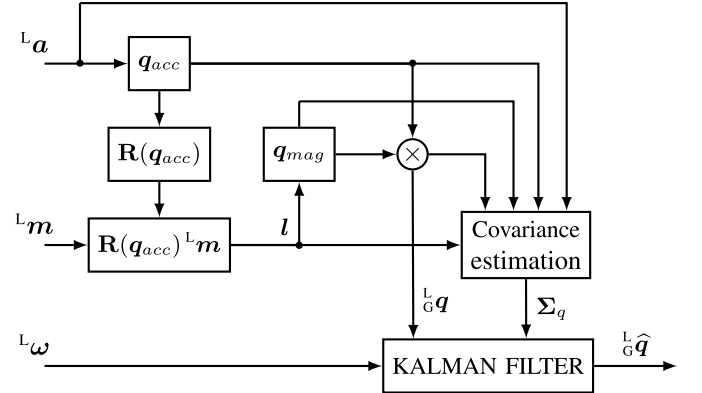 ᴸa
q_acc
R(q_acc)
q_mag
×
ᴸm
R(q_acc) ᴸm
l
Covariance
estimation
ᴸ_G q
Σ_q
ᴸω
KALMAN FILTER
ᴸ_G q̂